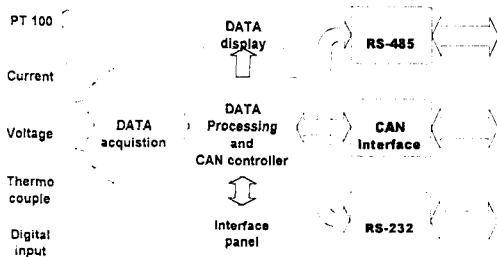 PT 100
Current
Voltage
Thermo
couple
Digital
input
DATA
acquistion
DATA
display
DATA
Processing
and
CAN controller
Interface
panel
RS-485
CAN
Interface
RS-232